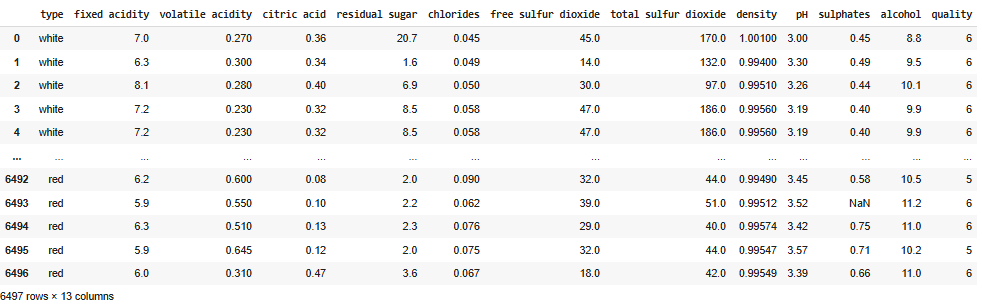 type fixed acidity volatile acidity citric acid residual sugar chlorides free sulfur dioxide total sulfur dioxide density pH sulphates alcohol quality
0 white 7.0 0.270 0.36 20.7 0.045 45.0 170.0 1.00100 3.00 0.45 8.8 6
1 white 6.3 0.300 0.34 1.6 0.049 14.0 132.0 0.99400 3.30 0.49 9.5 6
2 white 8.1 0.280 0.40 6.9 0.050 30.0 97.0 0.99510 3.26 0.44 10.1 6
3 white 7.2 0.230 0.32 8.5 0.058 47.0 186.0 0.99560 3.19 0.40 9.9 6
4 white 7.2 0.230 0.32 8.5 0.058 47.0 186.0 0.99560 3.19 0.40 9.9 6
... ... ... ... ... ... ... ... ... ... ... ... ... ...
6492 red 6.2 0.600 0.08 2.0 0.090 32.0 44.0 0.99490 3.45 0.58 10.5 5
6493 red 5.9 0.550 0.10 2.2 0.062 39.0 51.0 0.99512 3.52 NaN 11.2 6
6494 red 6.3 0.510 0.13 2.3 0.076 29.0 40.0 0.99574 3.42 0.75 11.0 6
6495 red 5.9 0.645 0.12 2.0 0.075 32.0 44.0 0.99547 3.57 0.71 10.2 5
6496 red 6.0 0.310 0.47 3.6 0.067 18.0 42.0 0.99549 3.39 0.66 11.0 6
6497 rows × 13 columns